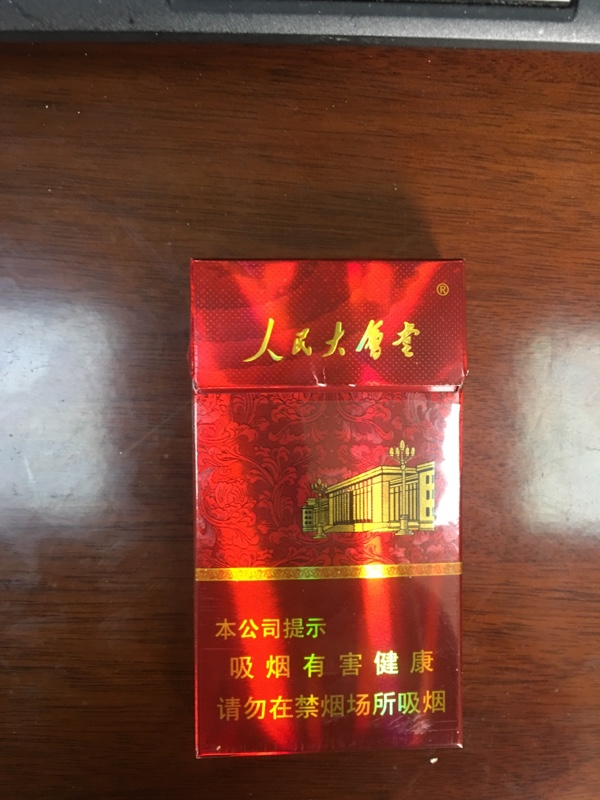 人民大會堂
®
本公司提示
吸烟有害健康
请勿在禁烟场所吸烟